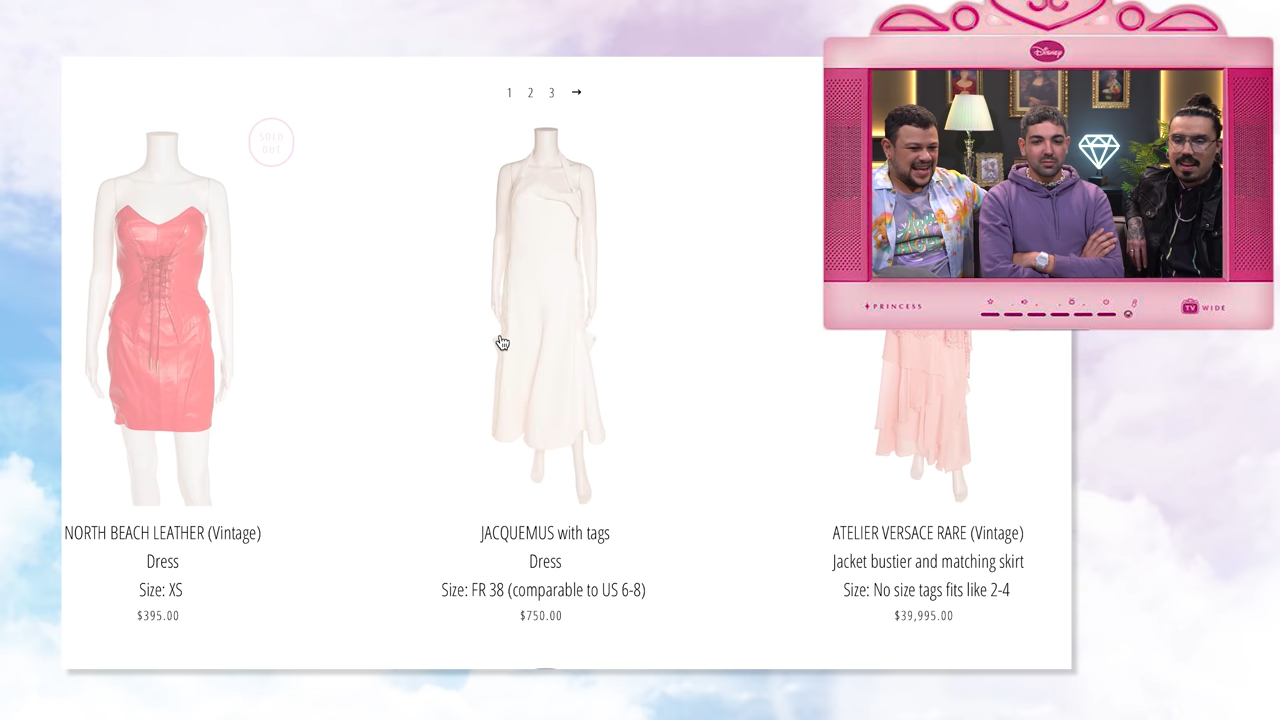 1 2 3 →
SOLD
OUT
Disney
PRINCESS
TV WIDE
NORTH BEACH LEATHER (Vintage)
Dress
Size: XS
$395.00
JACQUEMUS with tags
Dress
Size: FR 38 (comparable to US 6-8)
$750.00
ATELIER VERSACE RARE (Vintage)
Jacket bustier and matching skirt
Size: No size tags fits like 2-4
$39,995.00